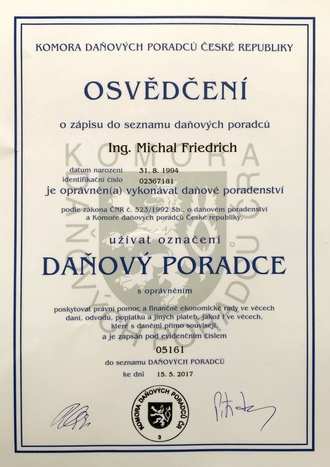 KOMORA DAŇOVÝCH PORADCŮ ČESKÉ REPUBLIKY
OSVĚDČENÍ
o zápisu do seznamu daňových poradců
Ing. Michal Friedrich
datum narození 31. 8. 1994
identifikační číslo 02367181
je oprávněn(a) vykonávat daňové poradenství
podle zákona ČNR č. 523/1992 Sb., o daňovém poradenství
a Komoře daňových poradců České republiky,
užívat označení
DAŇOVÝ PORADCE
s oprávněním
poskytovat právní pomoc a finančně ekonomické rady ve věcech
daní, odvodů, poplatků a jiných plateb, jakož i ve věcech,
které s daněmi přímo souvisejí,
a je zapsán pod evidenčním číslem
05161
do seznamu DAŇOVÝCH PORADCŮ
ke dni 15. 5. 2017
KOMORA DAŇOVÝCH PORADCŮ ČR
3